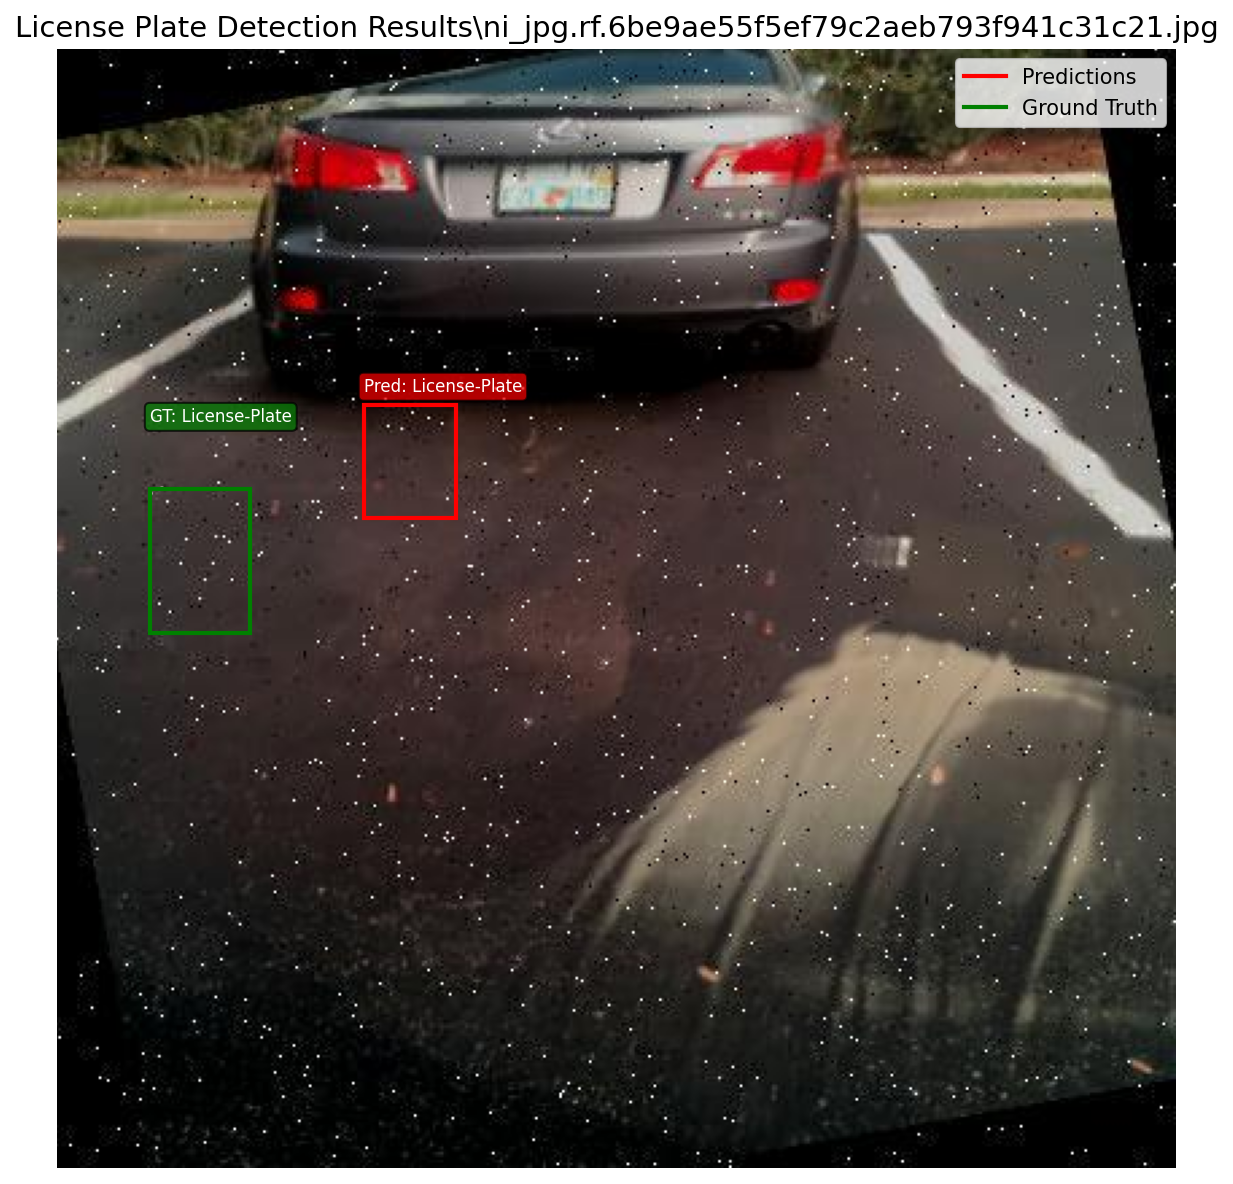 License Plate Detection Results\ni_jpg.rf.6be9ae55f5ef79c2aeb793f941c31c21.jpg
Predictions
Ground Truth
Pred: License-Plate
GT: License-Plate